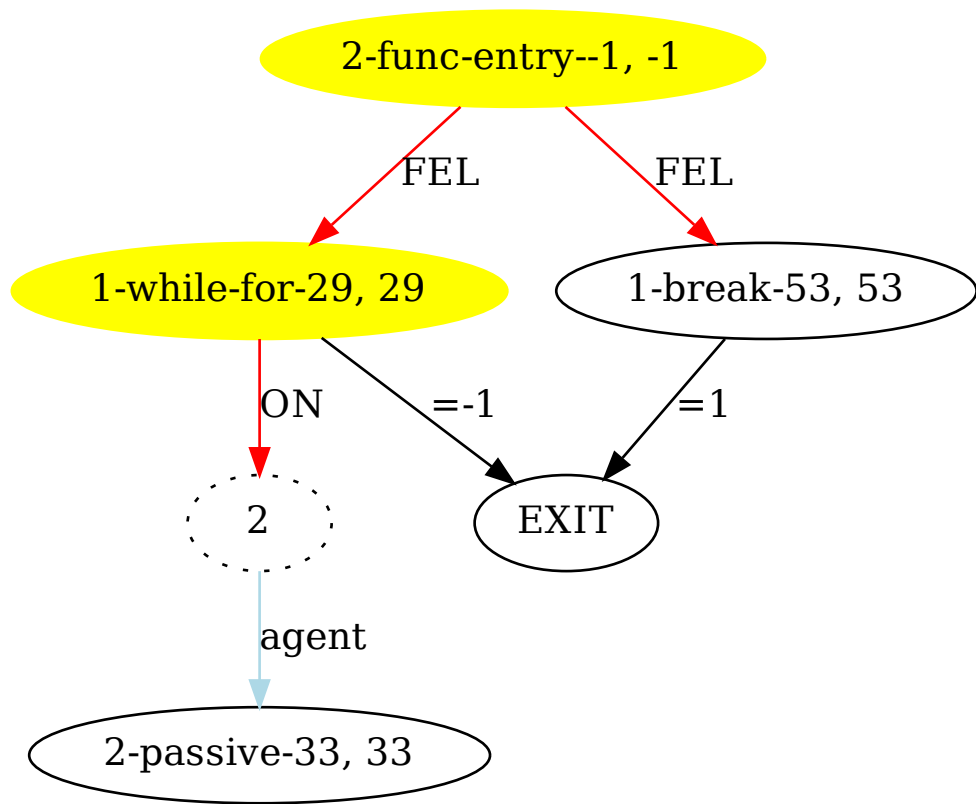 2-func-entry--1, -1
FEL
FEL
1-while-for-29, 29
1-break-53, 53
ON
=-1
=1
2
EXIT
agent
2-passive-33, 33